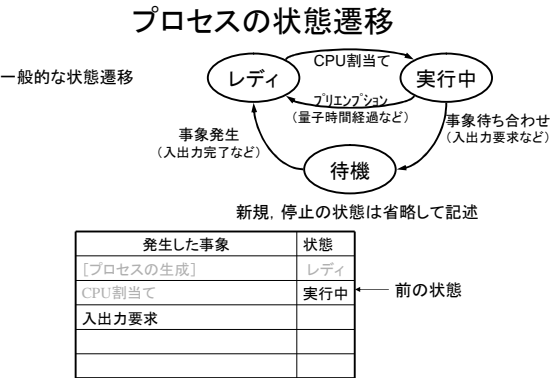 プロセスの状態遷移
一般的な状態遷移
レディ
CPU割当て
実行中
プリエンプション
(量子時間経過など)
事象発生
(入出力完了など)
事象待ち合わせ
(入出力要求など)
待機
新規，停止の状態は省略して記述
発生した事象 状態
[プロセスの生成] レディ
CPU割当て 実行中
前の状態
入出力要求